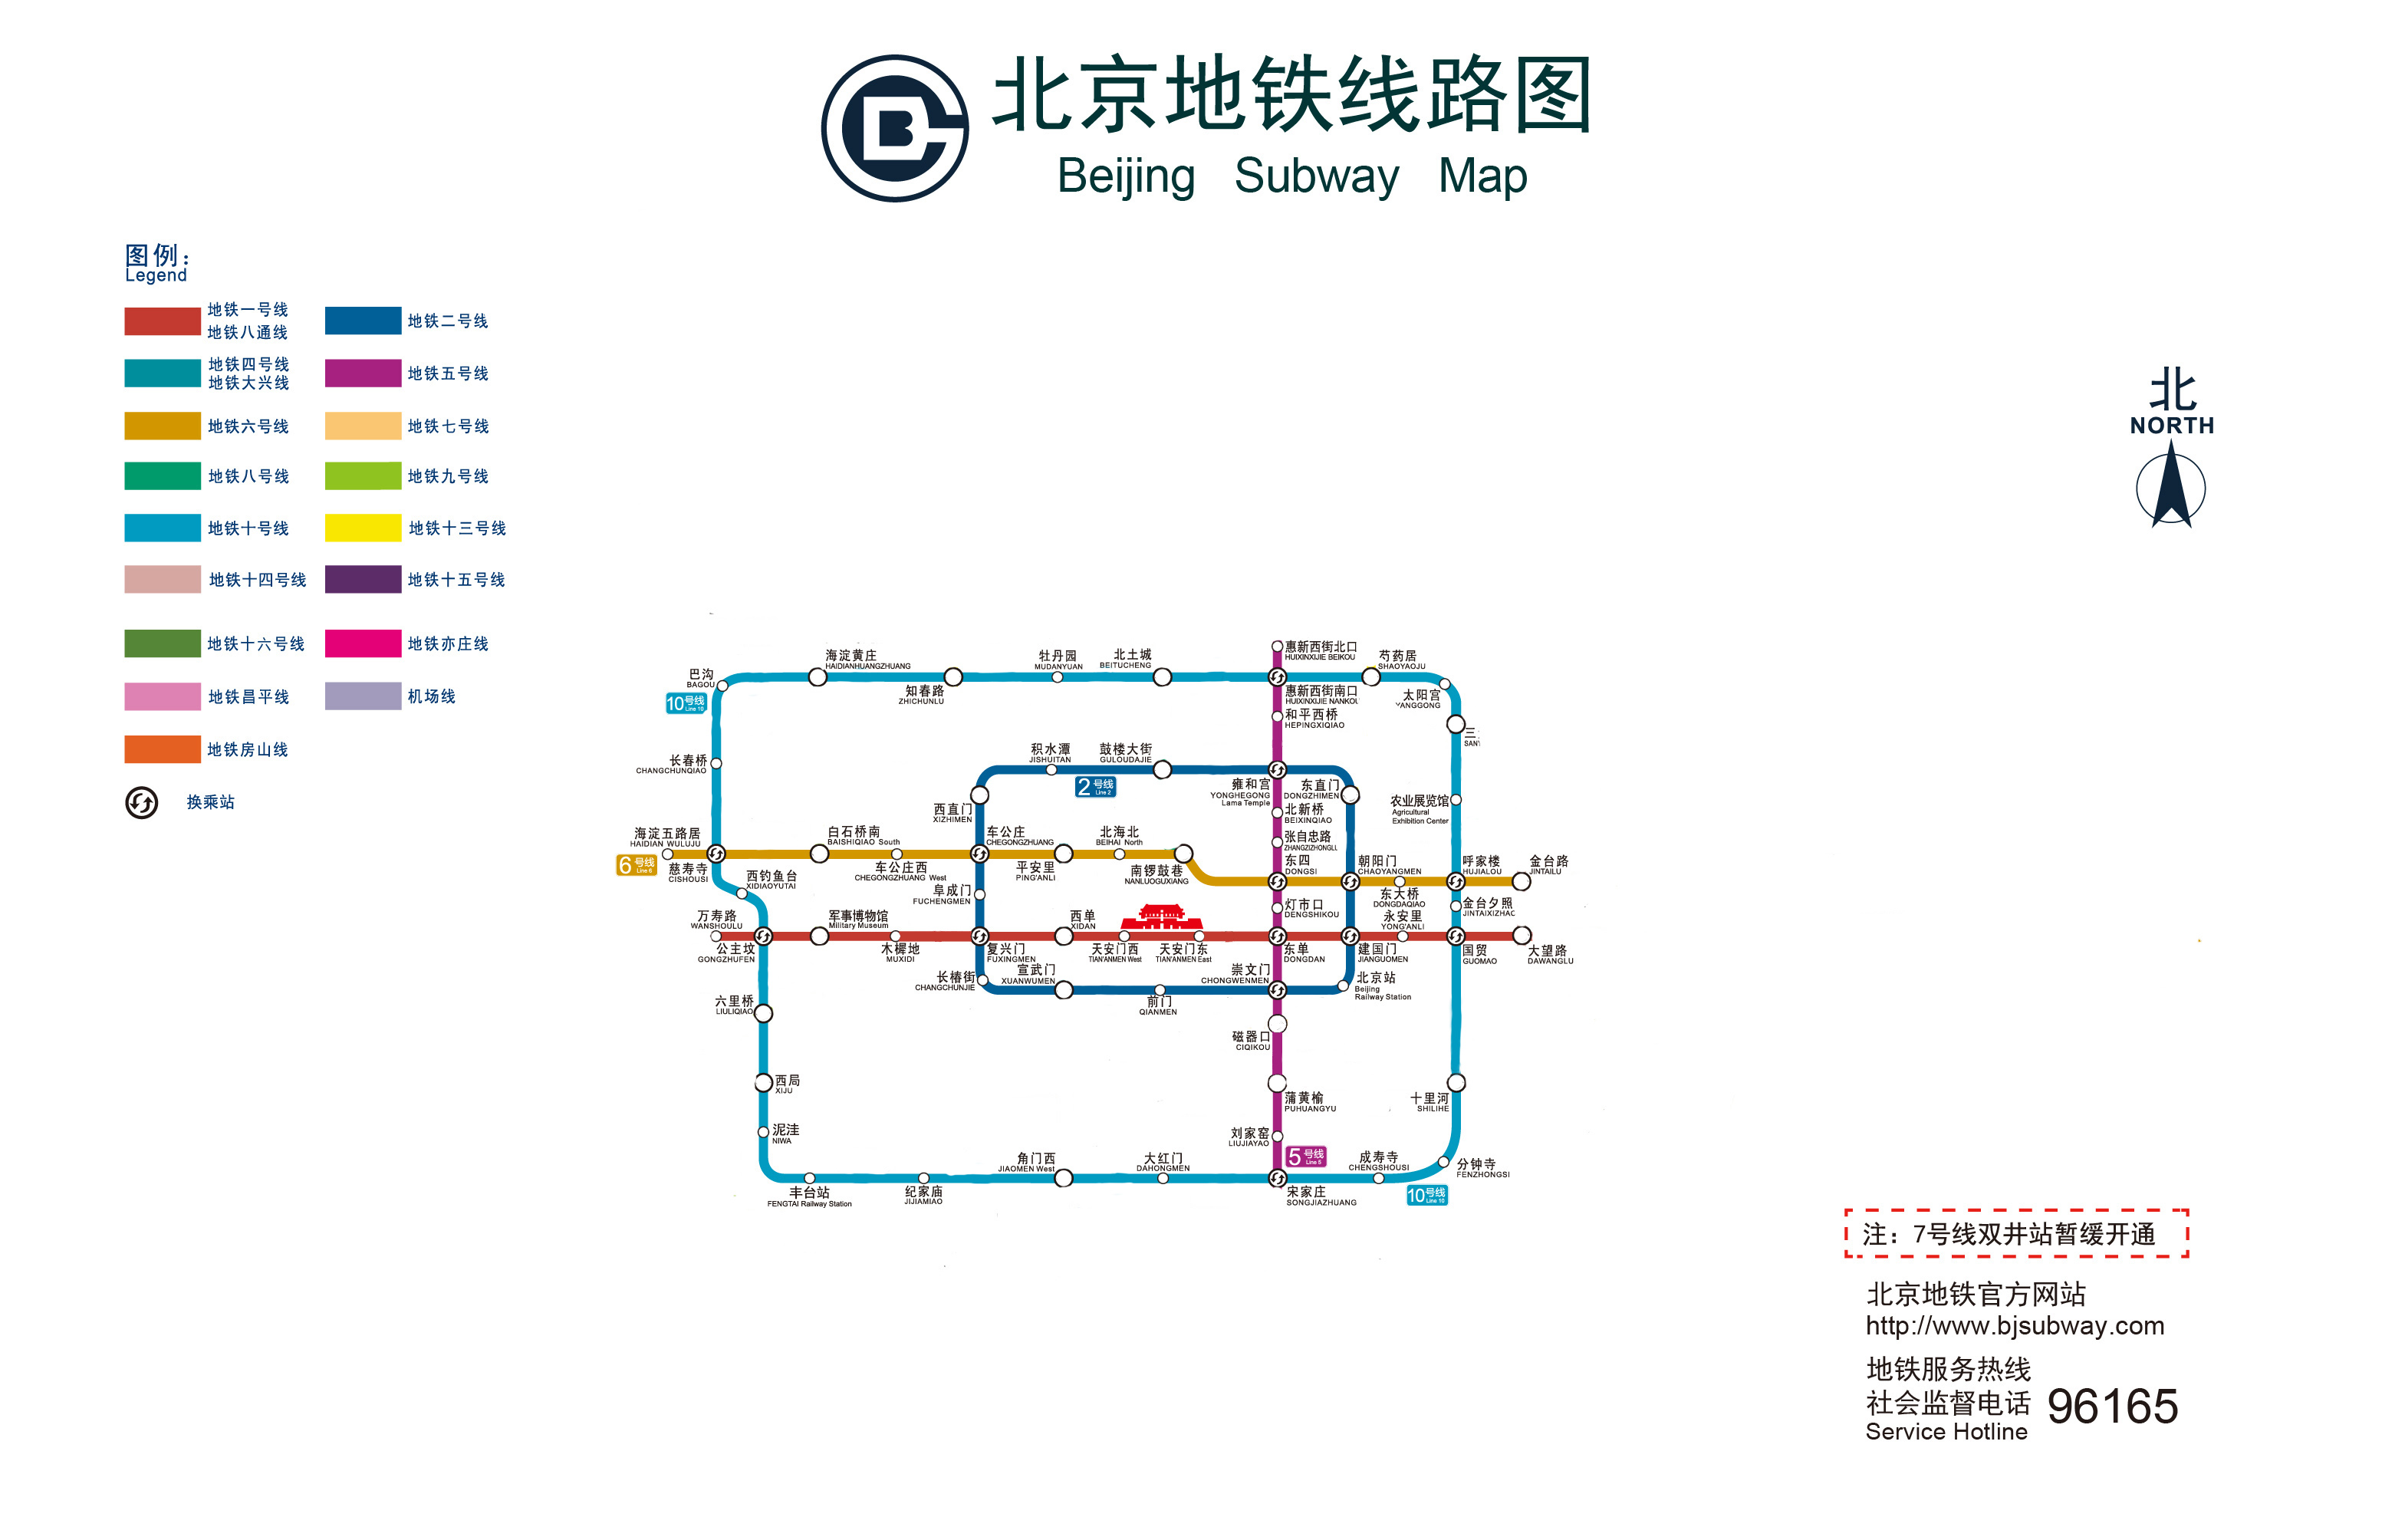 北京地铁线路图
Beijing Subway Map
图例：
Legend
地铁一号线
地铁八通线
地铁二号线
地铁四号线
地铁大兴线
地铁五号线
地铁六号线
地铁七号线
地铁八号线
地铁九号线
地铁十号线
地铁十三号线
地铁十四号线
地铁十五号线
地铁十六号线
地铁亦庄线
地铁昌平线
机场线
地铁房山线
换乘站
北
NORTH
惠新西街北口
HUIXINXIJIE BEIKOU
巴沟
BAGOU
海淀黄庄
HAIDIANHUANGZHUANG
知春路
ZHICHUNLU
牡丹园
MUDANYUAN
北土城
BEITUCHENG
芍药居
SHAOYAOJU
10号线
Line 10
惠新西街南口
HUIXINXIJIE NANKOU
太阳宫
YANGGONG
和平西桥
HEPINGXIQIAO
三
SAN
长春桥
CHANGCHUNQIAO
积水潭
JISHUITAN
鼓楼大街
GULOUDAJIE
2号线
Line 2
雍和宫
YONGHEGONG
Lama Temple
东直门
DONGZHIMEN
西直门
XIZHIMEN
北新桥
BEIXINQIAO
农业展览馆
Agricultural
Exhibition Center
海淀五路居
HAIDIAN WULUJU
6号线
Line 6
慈寿寺
CISHOUSI
白石桥南
BAISHIQIAO South
车公庄西
CHEGONGZHUANG West
车公庄
CHEGONGZHUANG
平安里
PING'ANLI
北海北
BEIHAI North
南锣鼓巷
NANLUOGUXIANG
张自忠路
ZHANGZIZHONGLL
东四
DONGSI
朝阳门
CHAOYANGMEN
呼家楼
HUJIALOU
金台路
JINTAILU
西钓鱼台
XIDIAOYUTAI
阜成门
FUCHENGMEN
东大桥
DONGDAQIAO
灯市口
DENGSHIKOU
金台夕照
JINTAIXIZHAC
万寿路
WANSHOULU
公主坟
GONGZHUFEN
军事博物馆
Military Museum
木樨地
MUXIDI
复兴门
FUXINGMEN
西单
XIDAN
天安门西
TIAN'ANMEN West
天安门东
TIAN'ANMEN East
东单
DONGDAN
建国门
JIANGUOMEN
永安里
YONG'ANLI
国贸
GUOMAO
大望路
DAWANGLU
长椿街
CHANGCHUNJIE
宣武门
XUANWUMEN
前门
QIANMEN
崇文门
CHONGWENMEN
北京站
Beijing
Railway Station
六里桥
LIULIQIAO
磁器口
CIQIKOU
西局
XIJU
蒲黄榆
PUHUANGYU
十里河
SHILIHE
泥洼
NIWA
刘家窑
LIUJIAYAO
5号线
Line 5
丰台站
FENGTAI Railway Station
纪家庙
JIJIAMIAO
角门西
JIAOMEN West
大红门
DAHONGMEN
宋家庄
SONGJIAZHUANG
成寿寺
CHENGSHOUSI
分钟寺
FENZHONGSI
10号线
Line 10
注：7号线双井站暂缓开通
北京地铁官方网站
http://www.bjsubway.com
地铁服务热线
社会监督电话 96165
Service Hotline